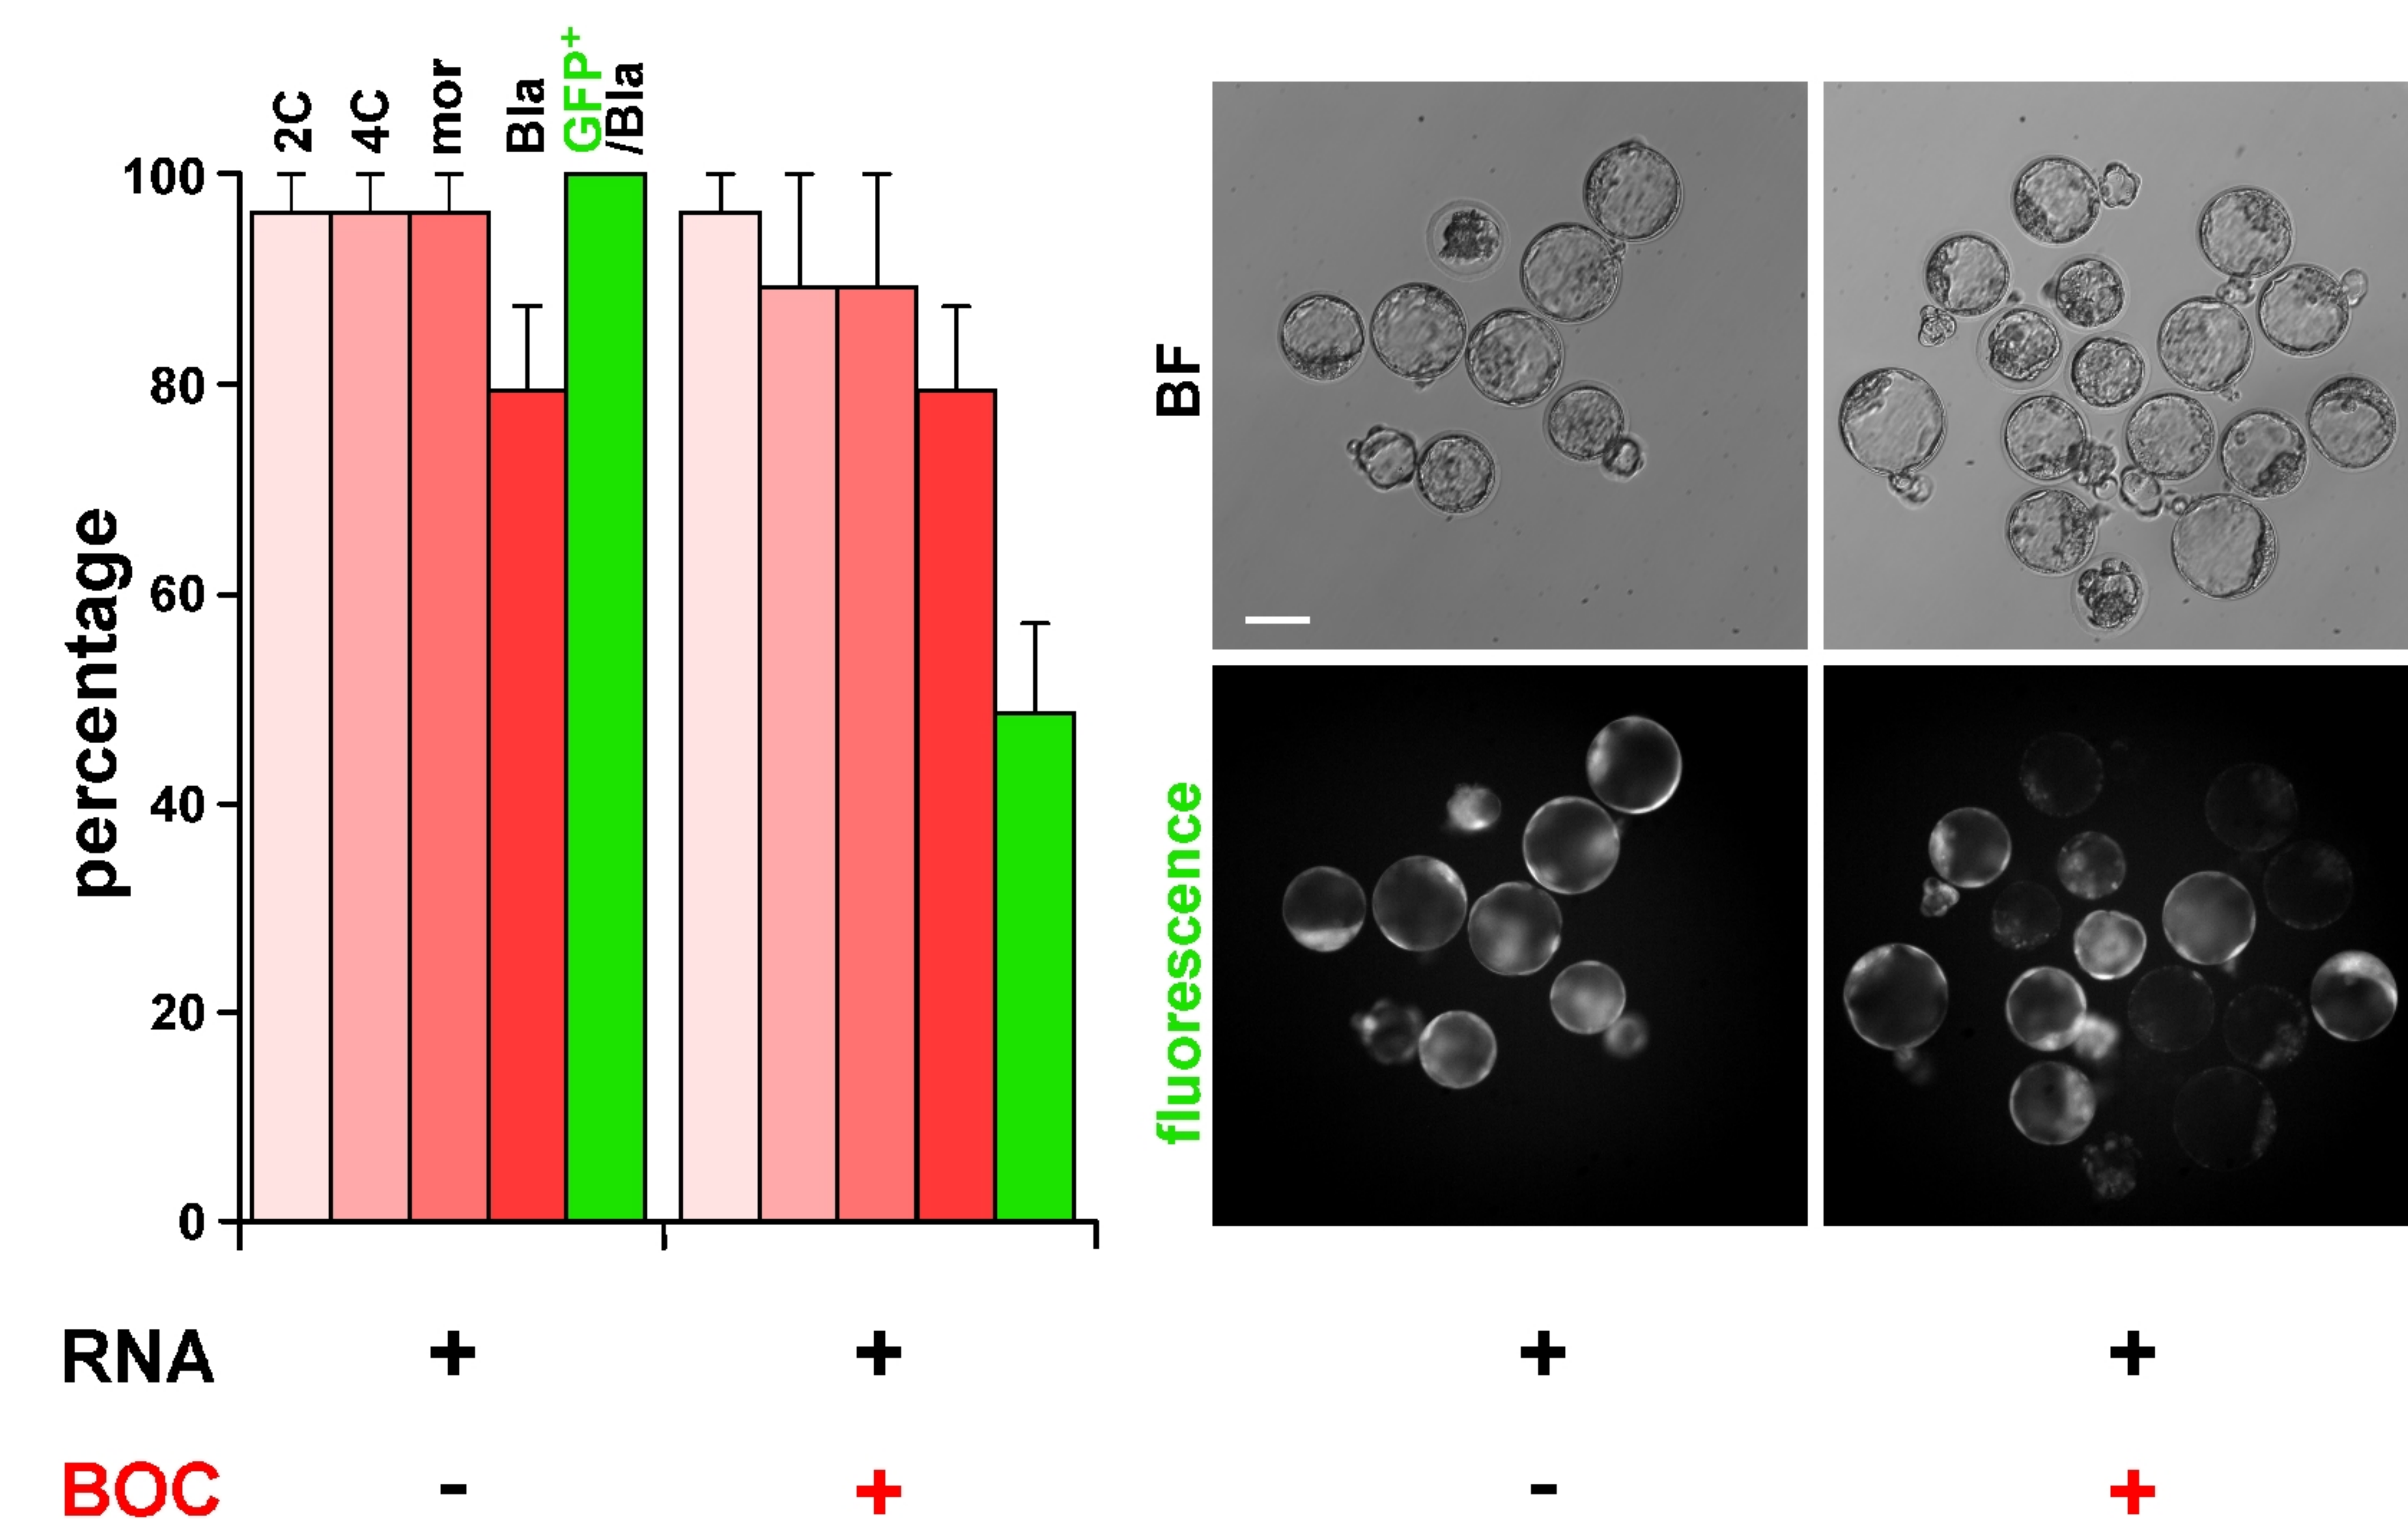 2C
4C
mor
Bla
GFP+
/Bla
100
80
60
40
20
0
percentage
BF
fluorescence
RNA + + + +
BOC - + - +